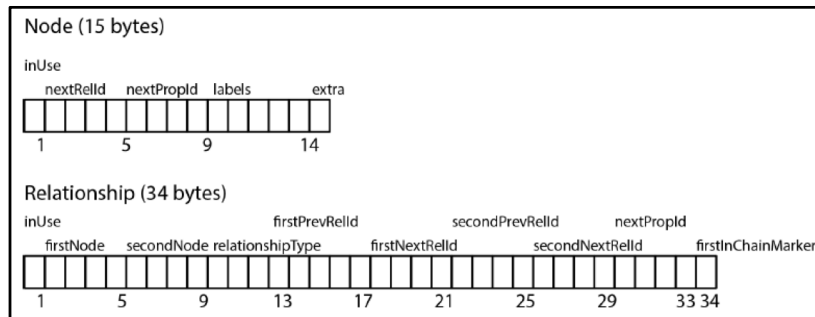 Node (15 bytes)
inUse
nextRelId nextPropId labels extra
1 5 9 14
Relationship (34 bytes)
inUse firstPrevRelId secondPrevRelId nextPropId
firstNode secondNode relationshipType firstNextRelId secondNextRelId firstInChainMarker
1 5 9 13 17 21 25 29 33 34